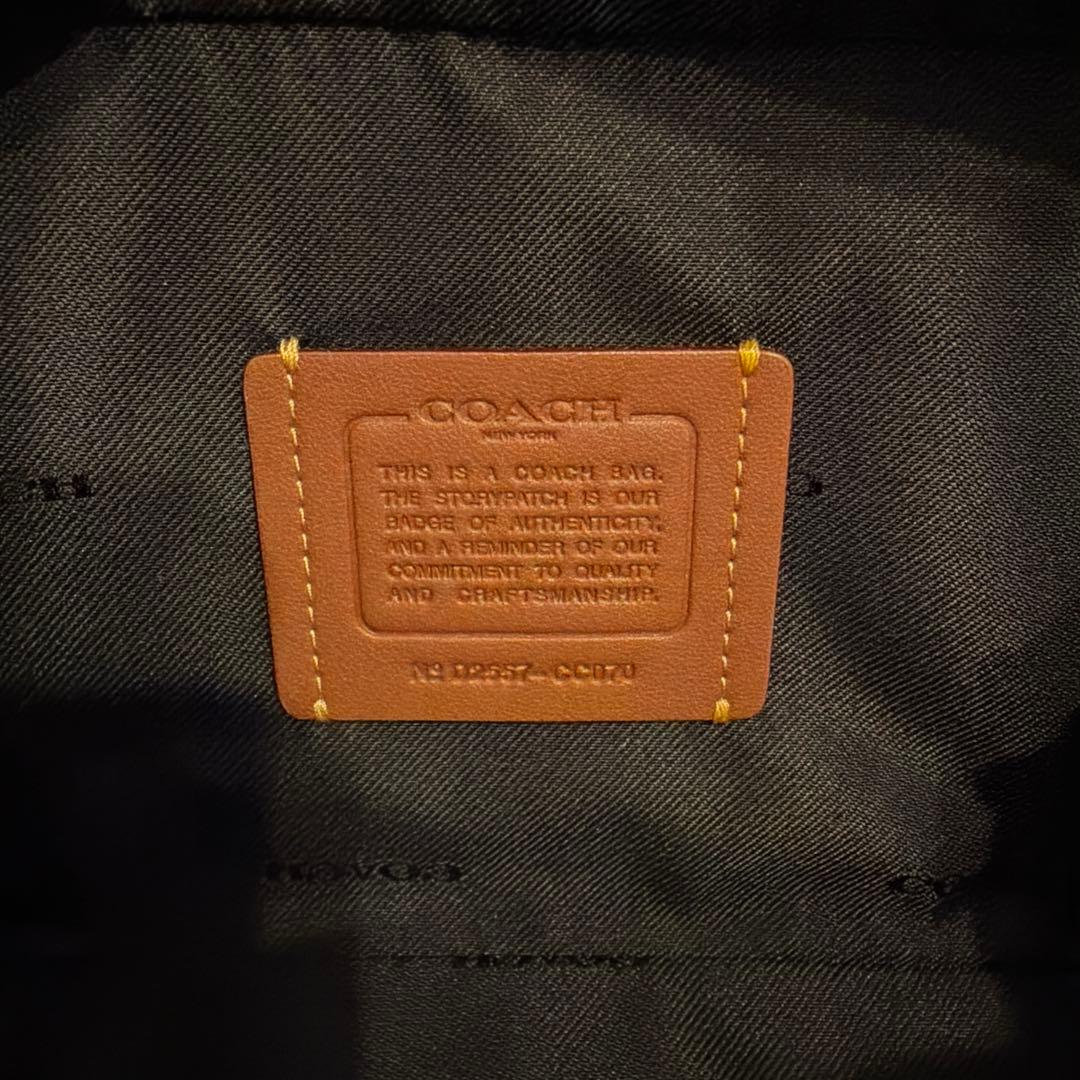 COACH
NEW YORK
THIS IS A COACH BAG.
THE STORYPATCH IS OUR
BADGE OF AUTHENTICITY,
AND A REMINDER OF OUR
COMMITMENT TO QUALITY
AND CRAFTSMANSHIP.
Nº D2557-CC070
COACH